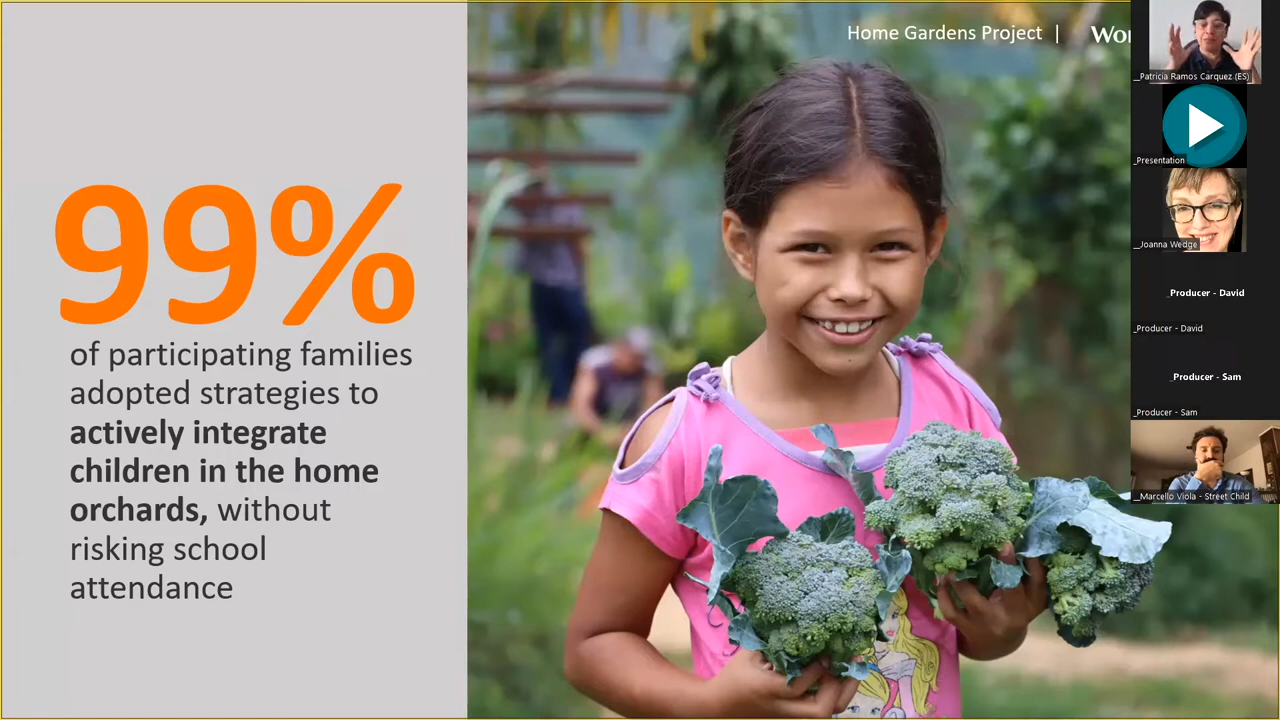 Home Gardens Project |
99%
of participating families
adopted strategies to
actively integrate
children in the home
orchards, without
risking school
attendance
_Patricia Ramos Carquez (ES)
_Presentation
_Joanna Wedge
_Producer - David
_Producer - David
_Producer - Sam
_Producer - Sam
_Marcello Viola - Street Child